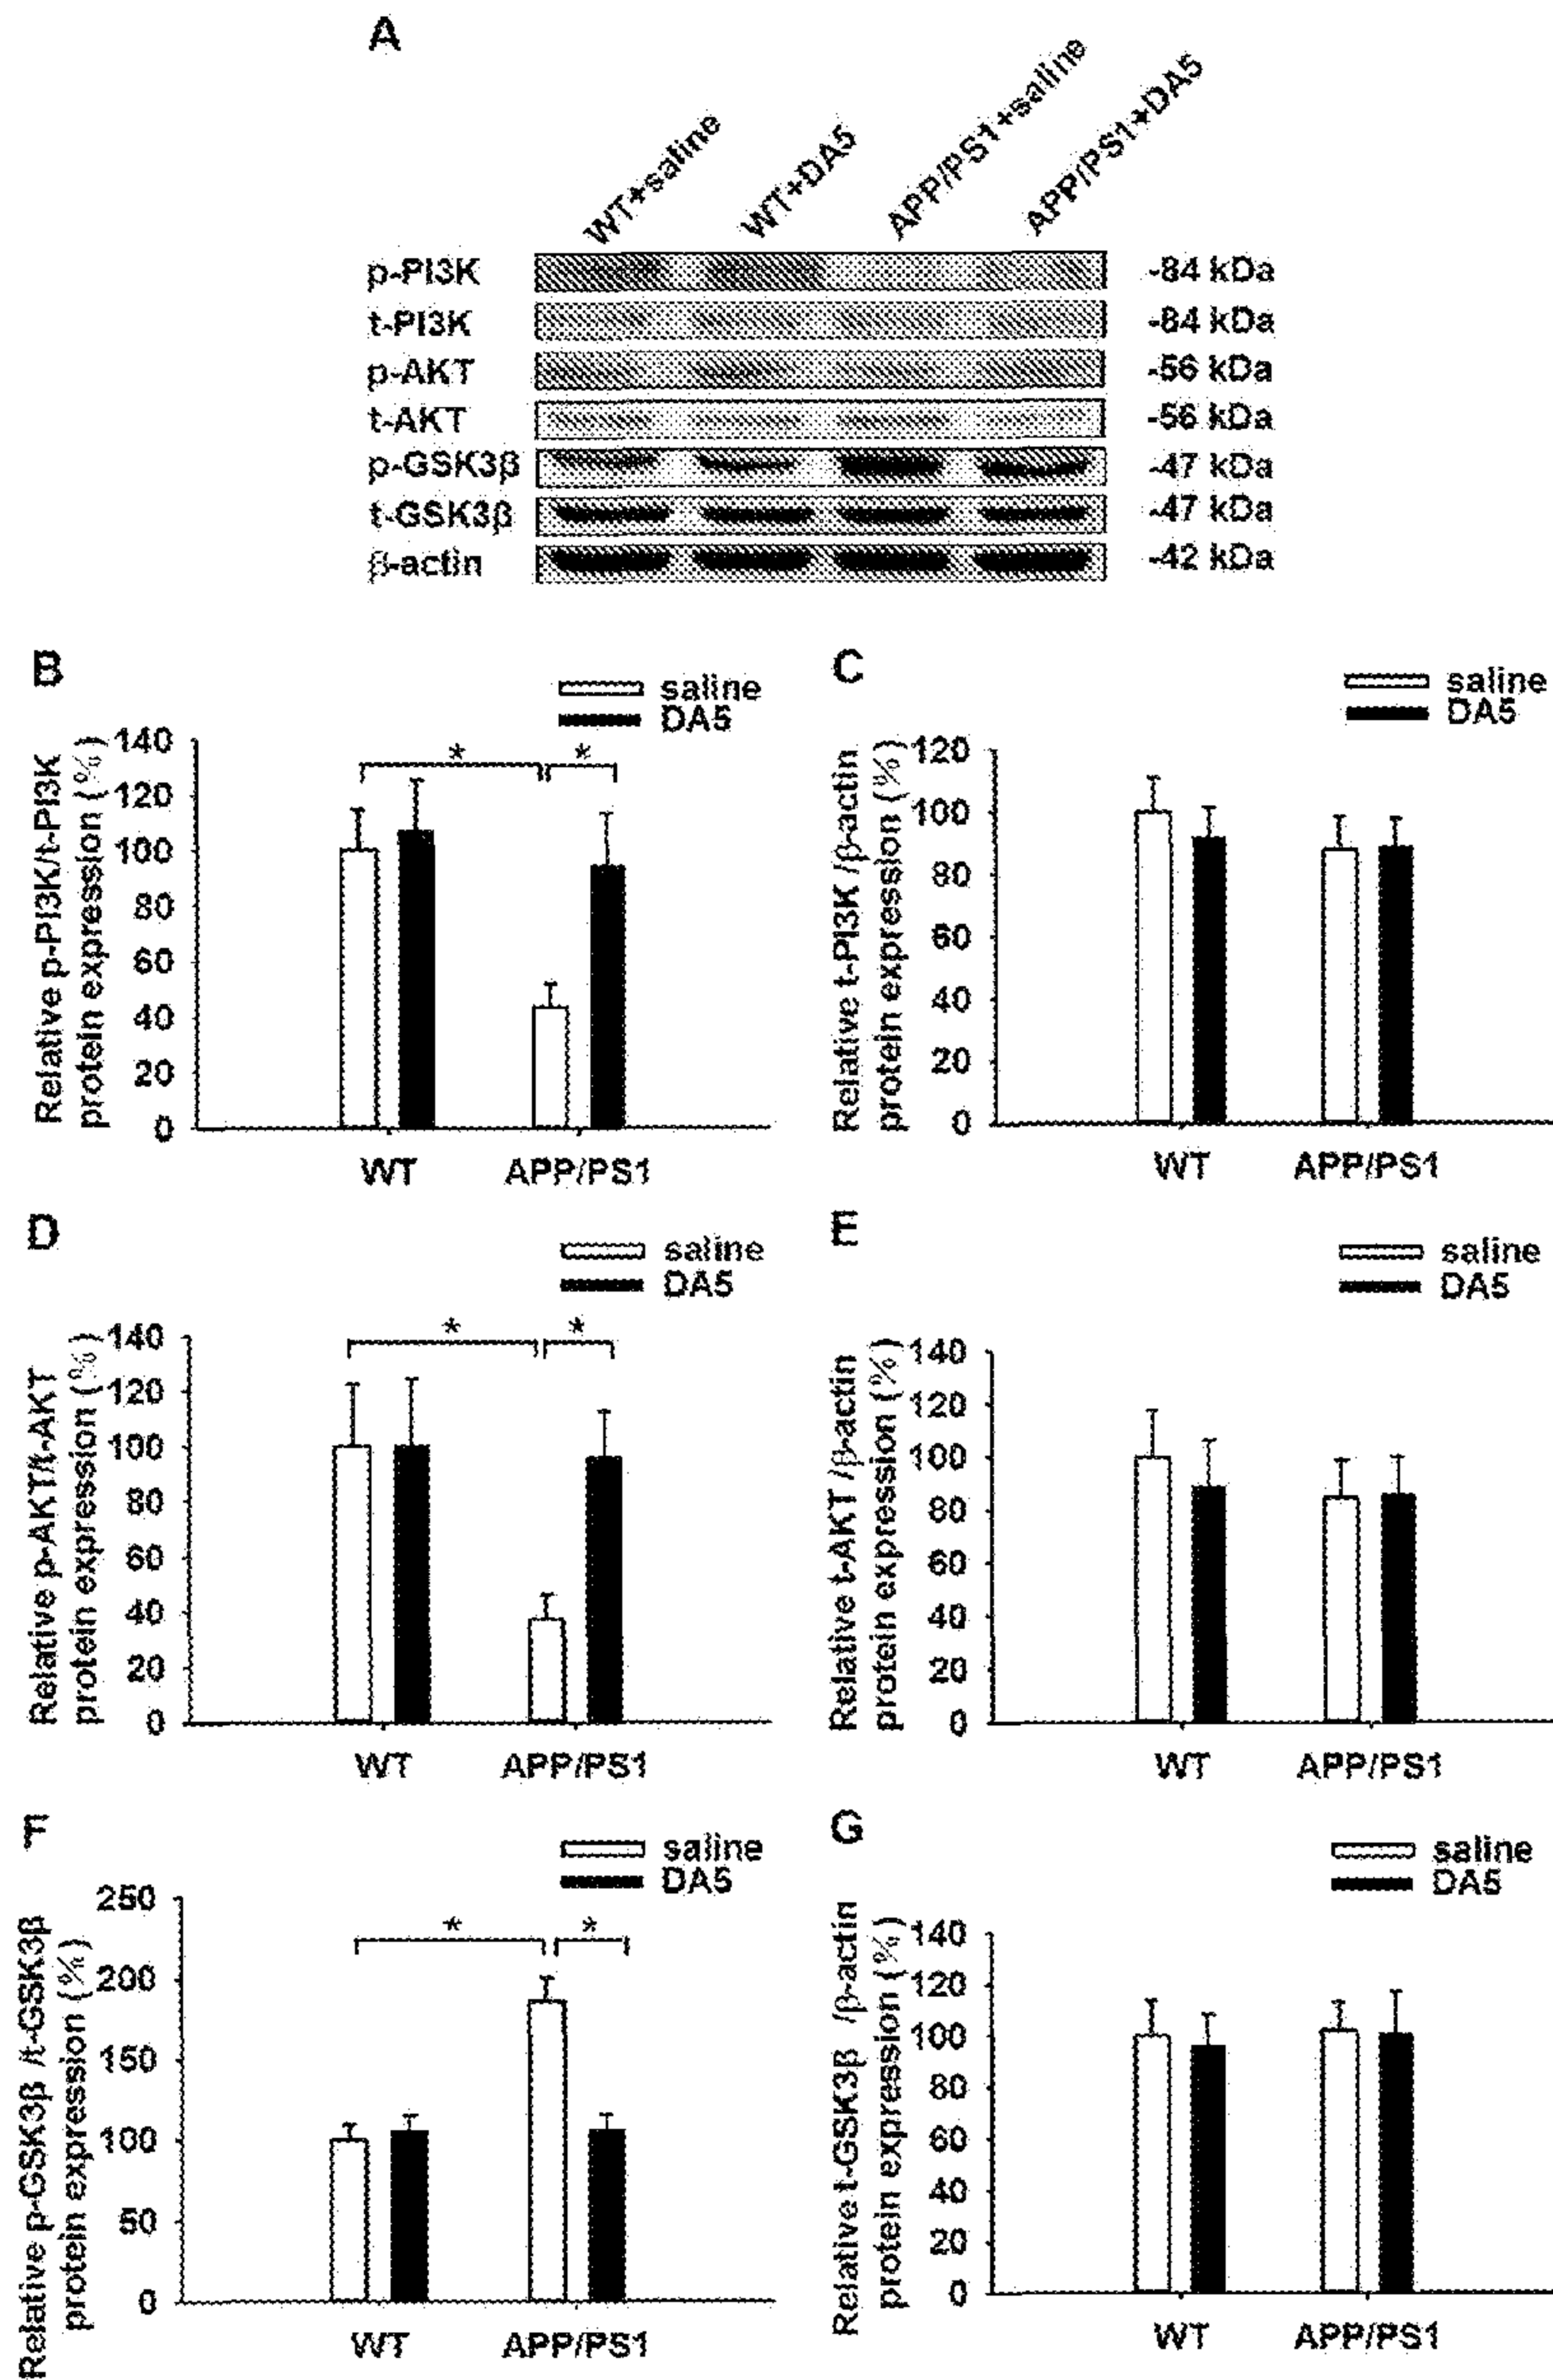 A
WT+saline
WT+DA5
APP/PS1+saline
APP/PS1+DA5
p-PI3K -84 kDa
t-PI3K -84 kDa
p-AKT -56 kDa
t-AKT -56 kDa
p-GSK3β -47 kDa
t-GSK3β -47 kDa
β-actin -42 kDa
B
saline
DA5
Relative p-PI3K/t-PI3K
protein expression (%)
140
120
100
80
60
40
20
0
*
*
WT
APP/PS1
C
saline
DA5
Relative t-PI3K /β-actin
protein expression (%)
120
100
80
60
40
20
0
WT
APP/PS1
D
saline
DA5
Relative p-AKT/t-AKT
protein expression (%)
140
120
100
80
60
40
20
0
*
*
WT
APP/PS1
E
saline
DA5
Relative t-AKT /β-actin
protein expression (%)
140
120
100
80
60
40
20
0
WT
APP/PS1
F
saline
DA5
Relative p-GSK3β /t-GSK3β
protein expression (%)
250
200
150
100
50
0
*
*
WT
APP/PS1
G
saline
DA5
Relative t-GSK3β /β-actin
protein expression (%)
140
120
100
80
60
40
20
0
WT
APP/PS1